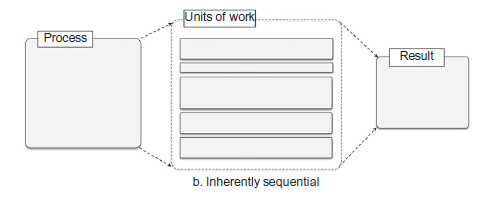 Units of work
Process
Result
b. Inherently sequential